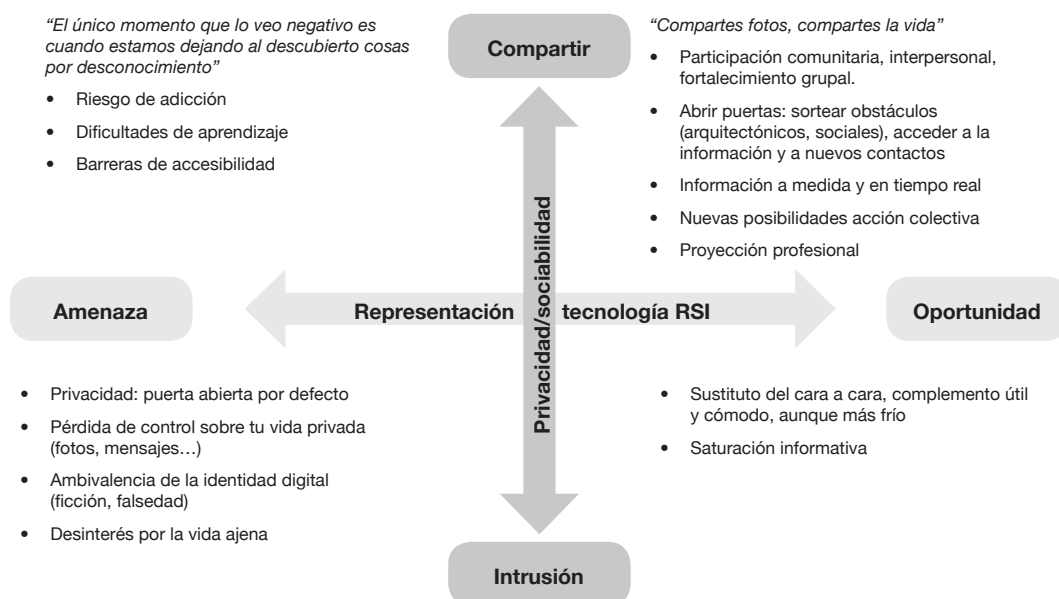 “El único momento que lo veo negativo es
cuando estamos dejando al descubierto cosas
por desconocimiento”
• Riesgo de adicción
• Dificultades de aprendizaje
• Barreras de accesibilidad
Compartir
“Compartes fotos, compartes la vida”
• Participación comunitaria, interpersonal,
fortalecimiento grupal.
• Abrir puertas: sortear obstáculos
(arquitectónicos, sociales), acceder a la
información y a nuevos contactos
• Información a medida y en tiempo real
• Nuevas posibilidades acción colectiva
• Proyección profesional
Amenaza
Representación tecnología RSI
Privacidad/sociabilidad
Oportunidad
• Privacidad: puerta abierta por defecto
• Pérdida de control sobre tu vida privada
(fotos, mensajes…)
• Ambivalencia de la identidad digital
(ficción, falsedad)
• Desinterés por la vida ajena
• Sustituto del cara a cara, complemento útil
y cómodo, aunque más frío
• Saturación informativa
Intrusión